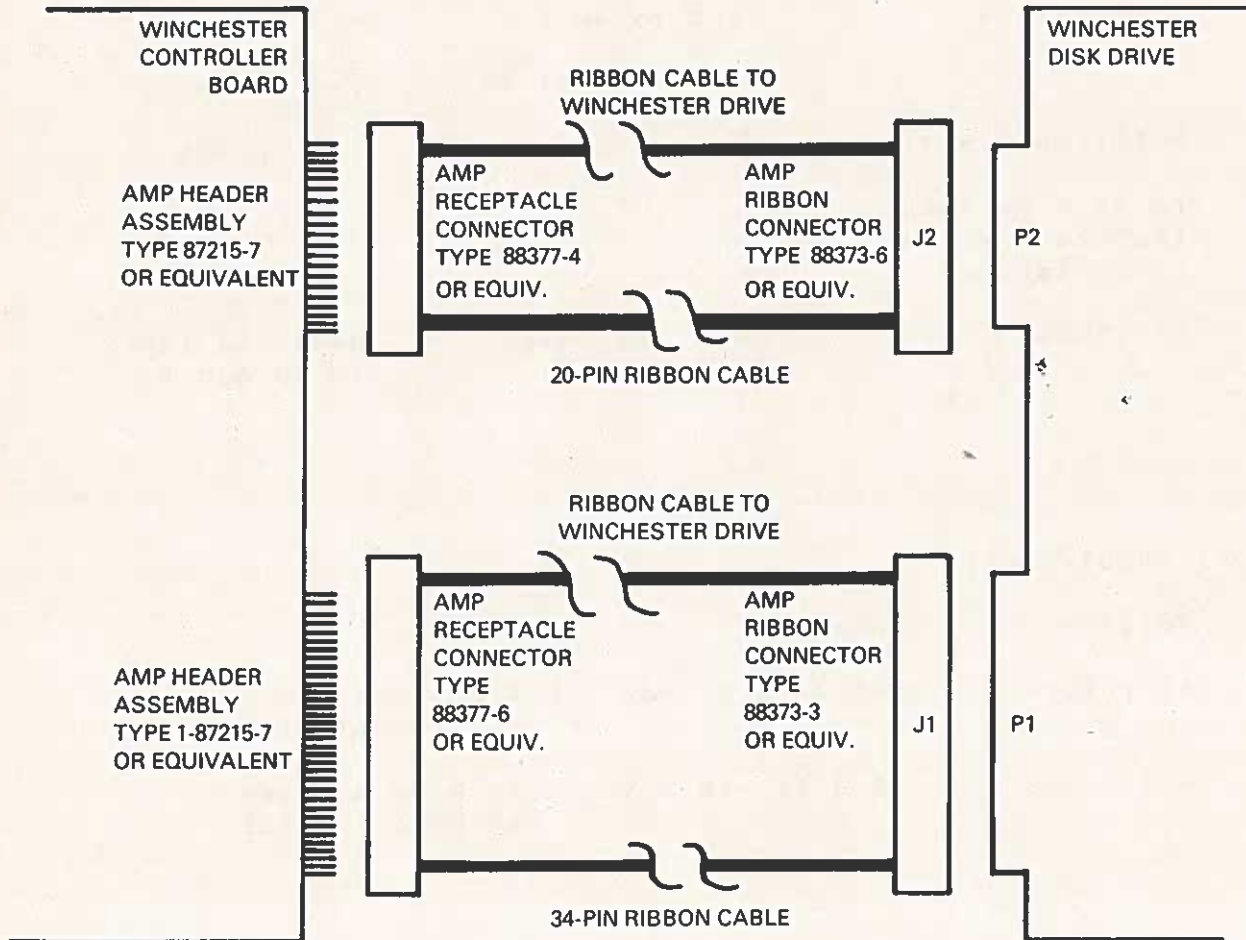 WINCHESTER
CONTROLLER
BOARD
WINCHESTER
DISK DRIVE
RIBBON CABLE TO
WINCHESTER DRIVE
AMP HEADER
ASSEMBLY
TYPE 87215-7
OR EQUIVALENT
AMP
RECEPTACLE
CONNECTOR
TYPE 88377-4
OR EQUIV.
AMP
RIBBON
CONNECTOR
TYPE 88373-6
OR EQUIV.
J2
P2
20-PIN RIBBON CABLE
RIBBON CABLE TO
WINCHESTER DRIVE
AMP HEADER
ASSEMBLY
TYPE 1-87215-7
OR EQUIVALENT
AMP
RECEPTACLE
CONNECTOR
TYPE
88377-6
OR EQUIV.
AMP
RIBBON
CONNECTOR
TYPE
88373-3
OR EQUIV.
J1
P1
34-PIN RIBBON CABLE